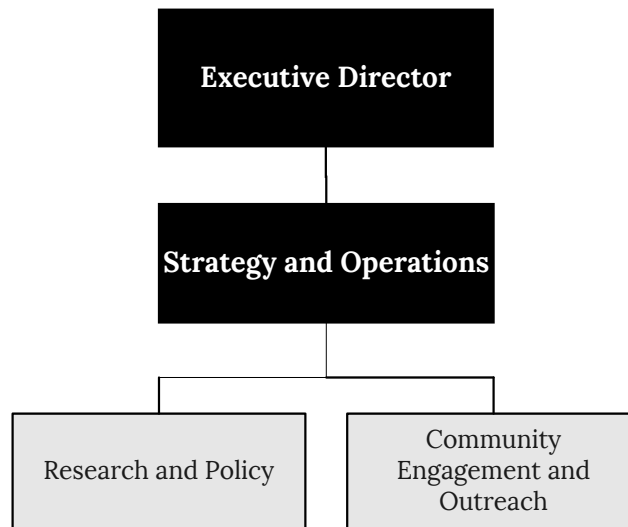 Executive Director
Strategy and Operations
Research and Policy
Community
Engagement and
Outreach